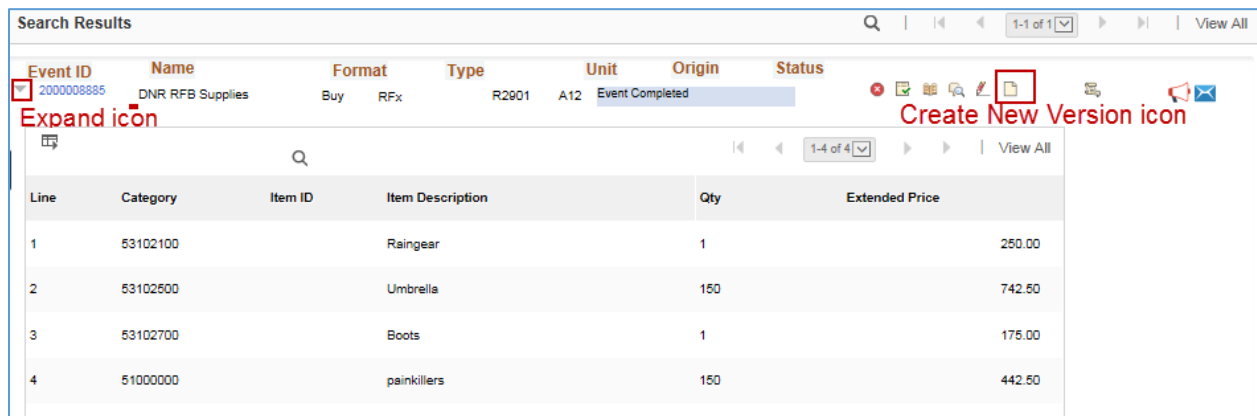 Search Results 1-1 of 1 | View All
Event ID Name Format Type Unit Origin Status
2000008885 DNR RFB Supplies Buy RFx R2901 A12 Event Completed
Expand icon Create New Version icon
1-4 of 4 | View All
Line Category Item ID Item Description Qty Extended Price
1 53102100 Raingear 1 250.00
2 53102500 Umbrella 150 742.50
3 53102700 Boots 1 175.00
4 51000000 painkillers 150 442.50